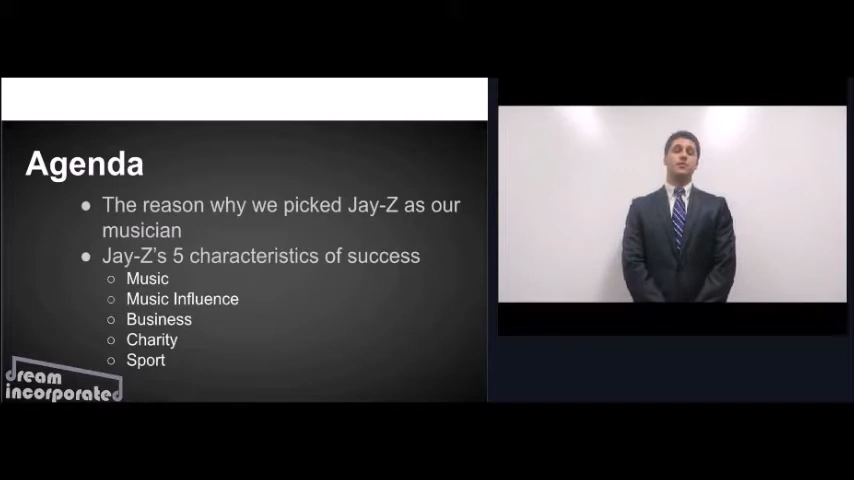 Agenda
● The reason why we picked Jay-Z as our
musician
● Jay-Z's 5 characteristics of success
○ Music
○ Music Influence
○ Business
○ Charity
○ Sport
dream
incorporated